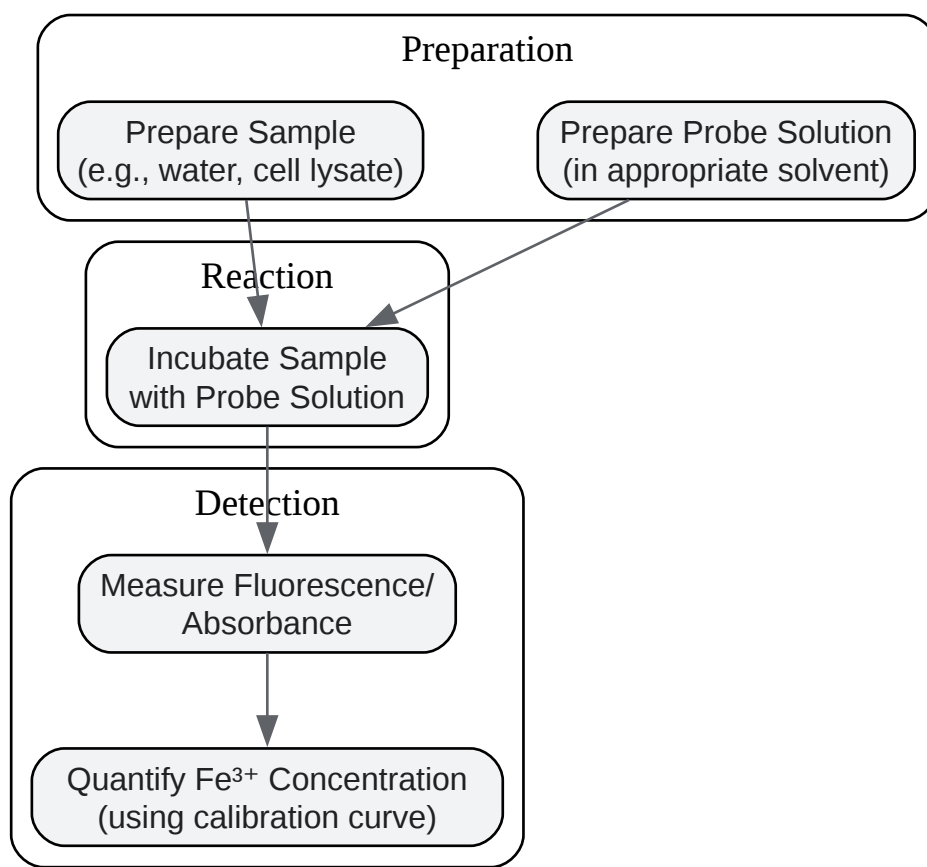 Preparation
Prepare Sample
(e.g., water, cell lysate)
Prepare Probe Solution
(in appropriate solvent)
Reaction
Incubate Sample
with Probe Solution
Detection
Measure Fluorescence/
Absorbance
Quantify Fe³⁺ Concentration
(using calibration curve)